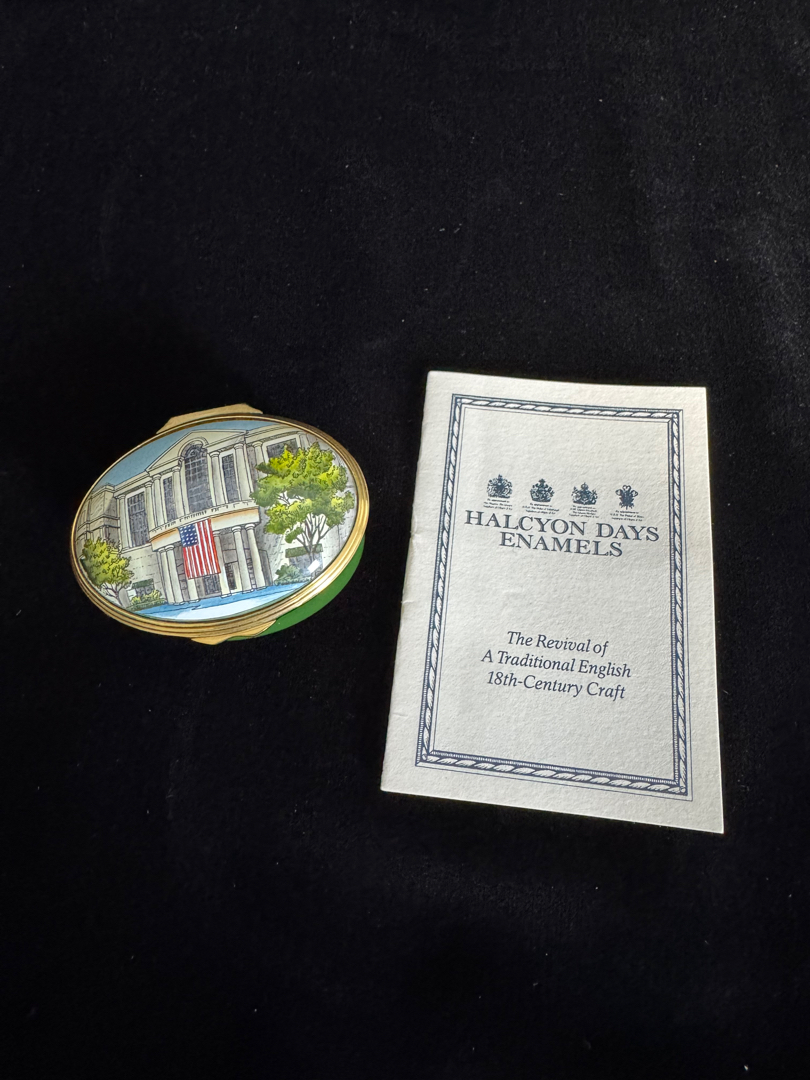 HALCYON DAYS
ENAMELS
The Revival of
A Traditional English
18th-Century Craft